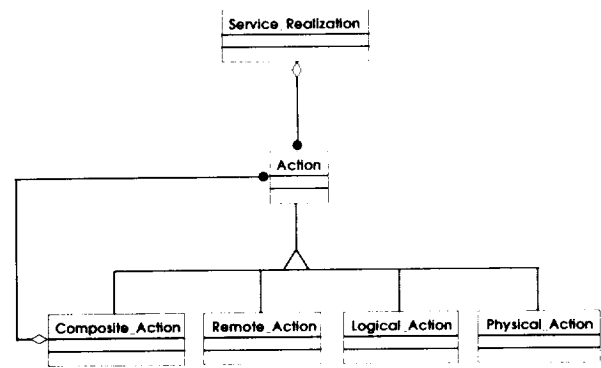 Service_Realization
Action
Composite_Action
Remote_Action
Logical_Action
Physical_Action